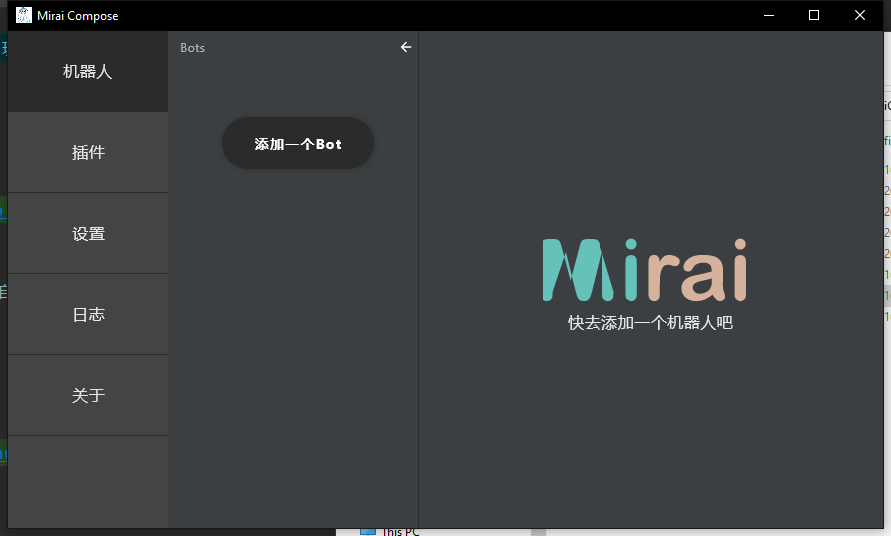 Mirai Compose
机器人
插件
设置
日志
关于
Bots
添加一个Bot
Mirai
快去添加一个机器人吧
This PC